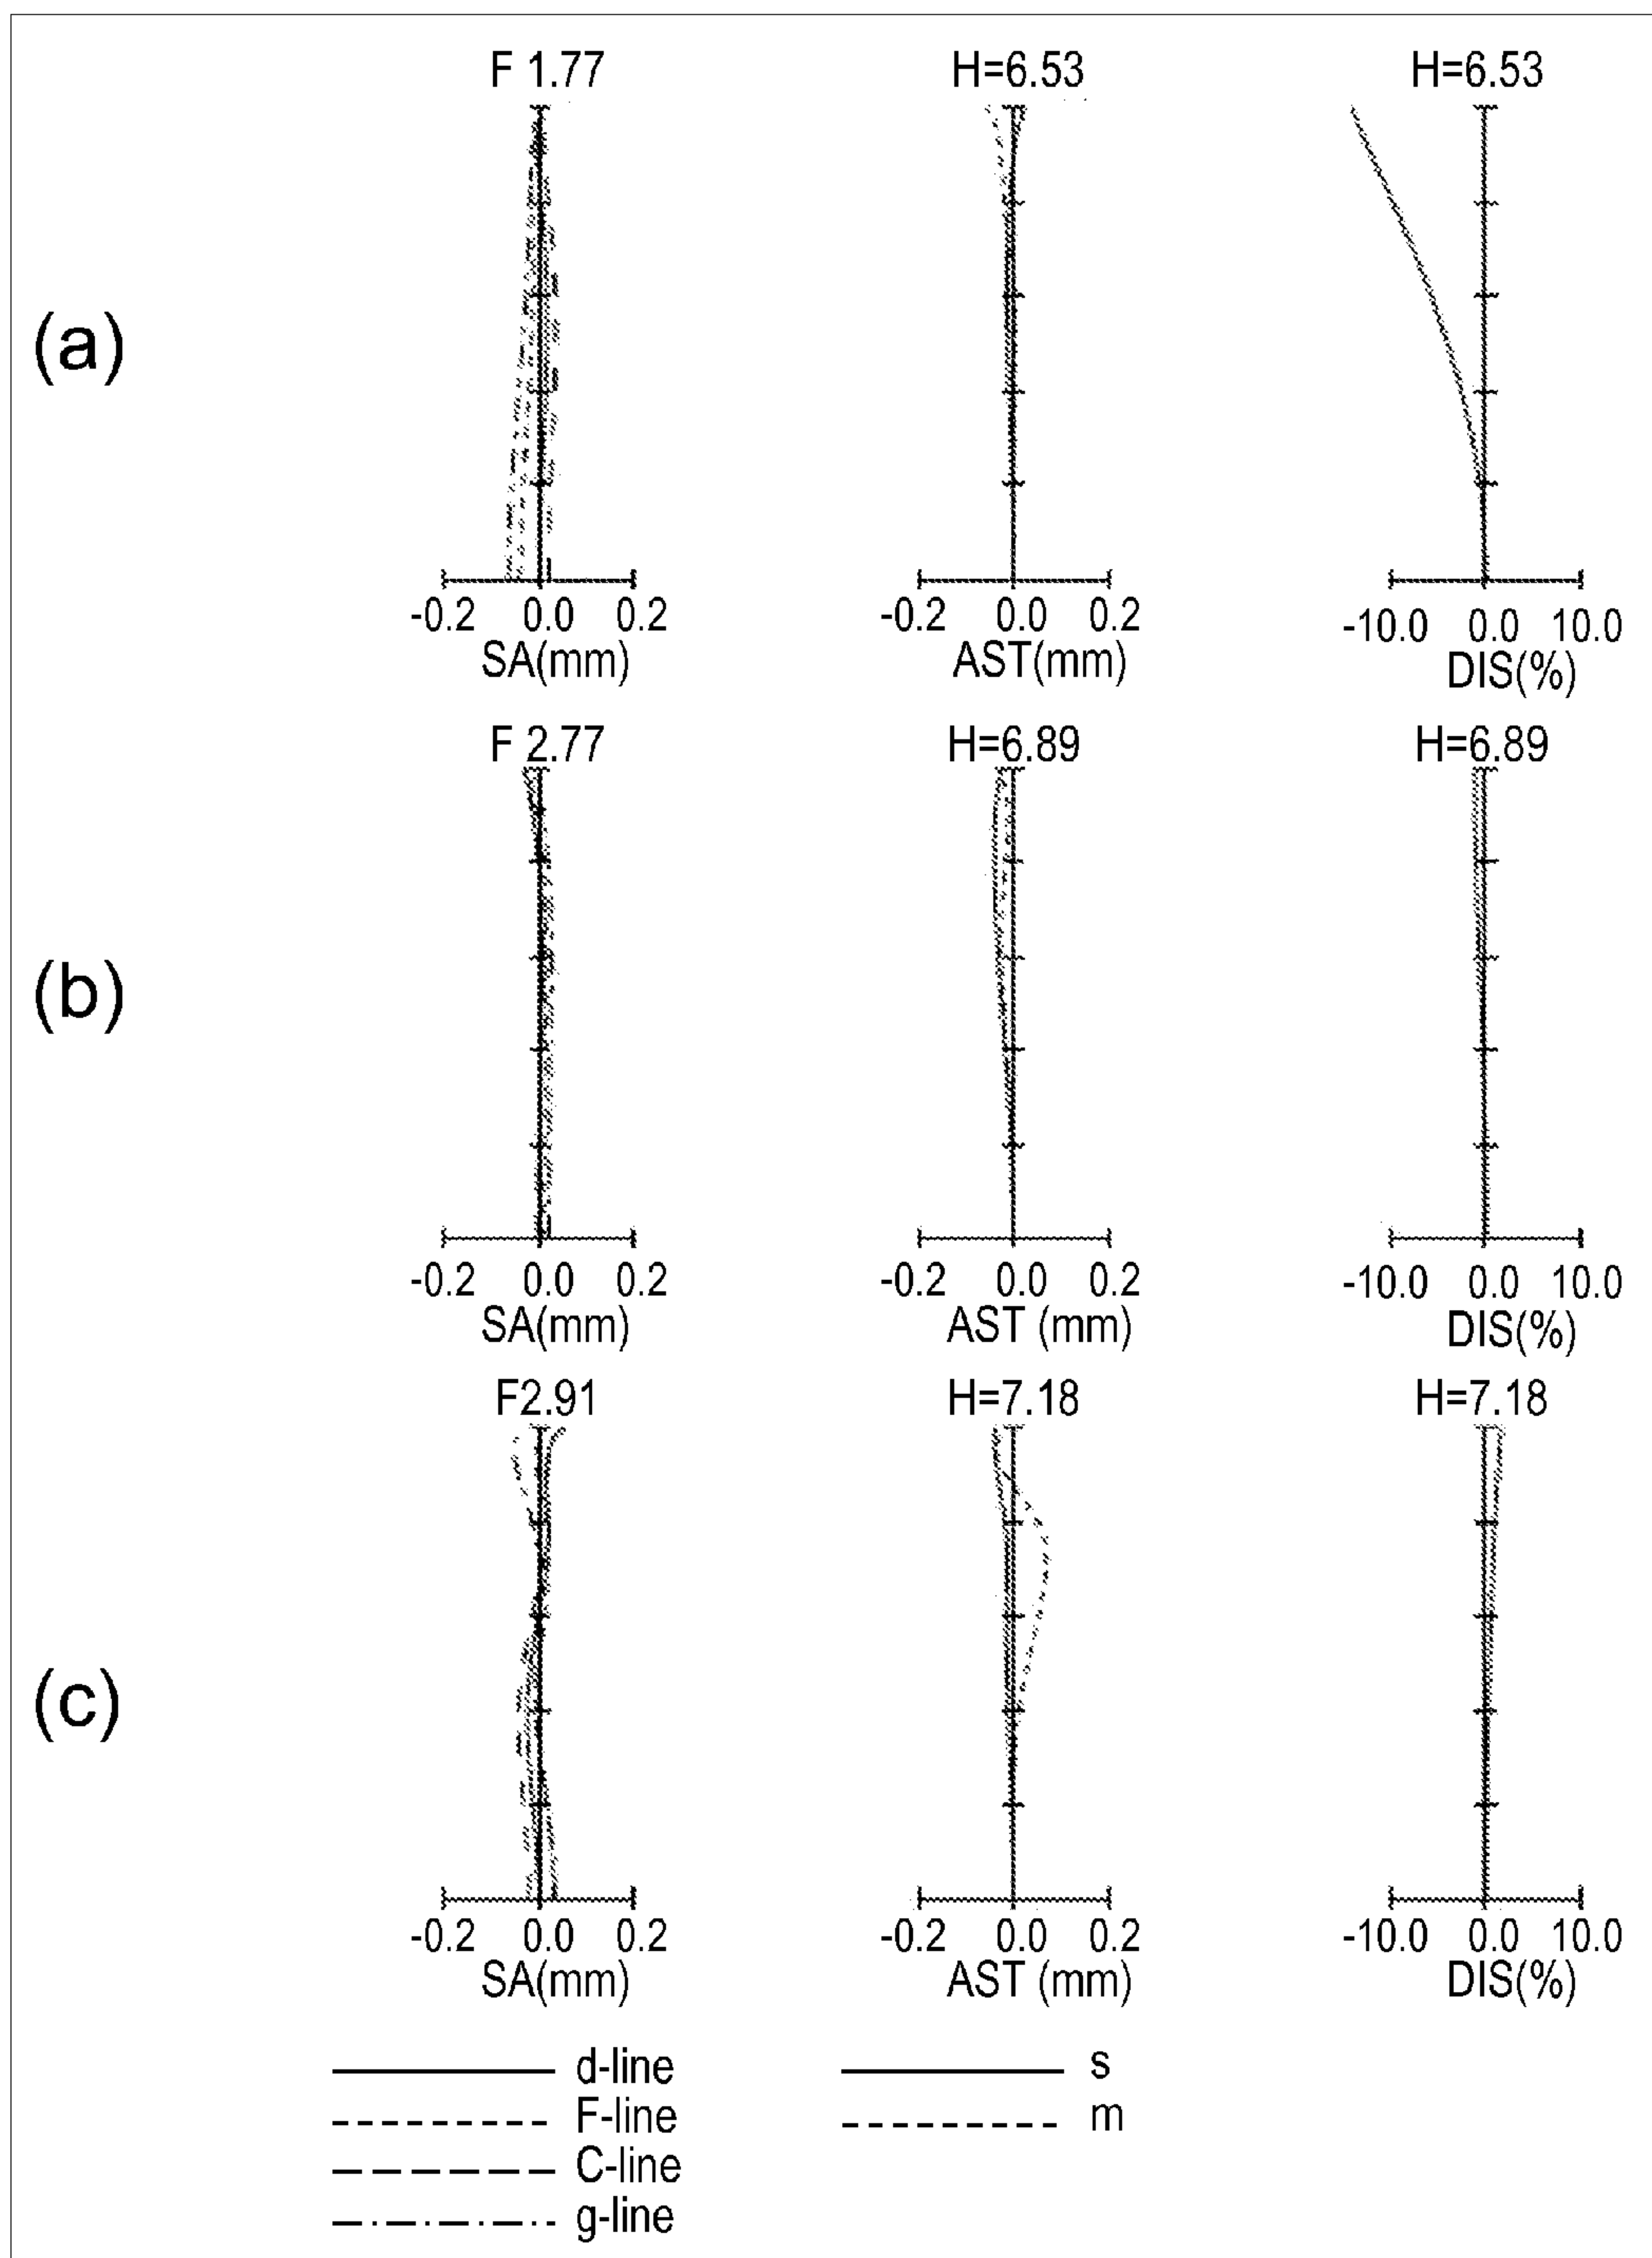 F 1.77 H=6.53 H=6.53
(a)
-0.2 0.0 0.2 -0.2 0.0 0.2 -10.0 0.0 10.0
SA(mm) AST(mm) DIS(%)
F 2.77 H=6.89 H=6.89
(b)
-0.2 0.0 0.2 -0.2 0.0 0.2 -10.0 0.0 10.0
SA(mm) AST (mm) DIS(%)
F2.91 H=7.18 H=7.18
(c)
-0.2 0.0 0.2 -0.2 0.0 0.2 -10.0 0.0 10.0
SA(mm) AST (mm) DIS(%)
d-line s
F-line m
C-line
g-line